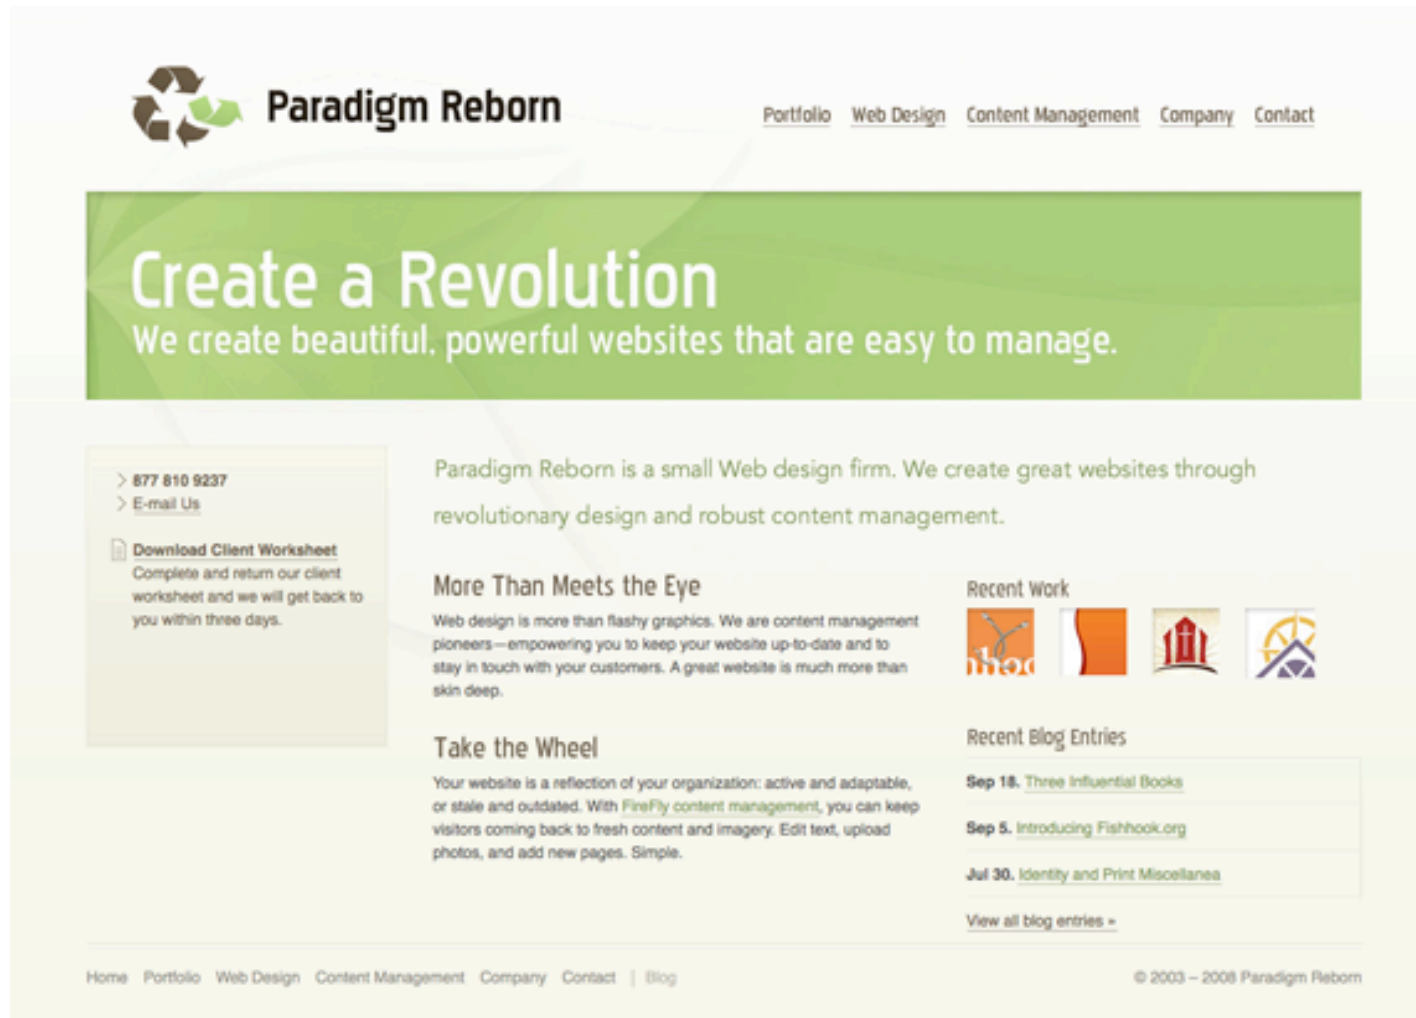 Paradigm Reborn
Portfolio Web Design Content Management Company Contact
Create a Revolution
We create beautiful, powerful websites that are easy to manage.
877 810 9237
E-mail Us
Download Client Worksheet
Complete and return our client
worksheet and we will get back to
you within three days.
Paradigm Reborn is a small Web design firm. We create great websites through
revolutionary design and robust content management.
More Than Meets the Eye
Web design is more than flashy graphics. We are content management
pioneers—empowering you to keep your website up-to-date and to
stay in touch with your customers. A great website is much more than
skin deep.
Take the Wheel
Your website is a reflection of your organization: active and adaptable,
or stale and outdated. With FireFly content management, you can keep
visitors coming back to fresh content and imagery. Edit text, upload
photos, and add new pages. Simple.
Recent Work
Recent Blog Entries
Sep 18. Three Influential Books
Sep 5. Introducing Fishhook.org
Jul 30. Identity and Print Miscellanea
View all blog entries »
Home Portfolio Web Design Content Management Company Contact | Blog
© 2003 – 2008 Paradigm Reborn